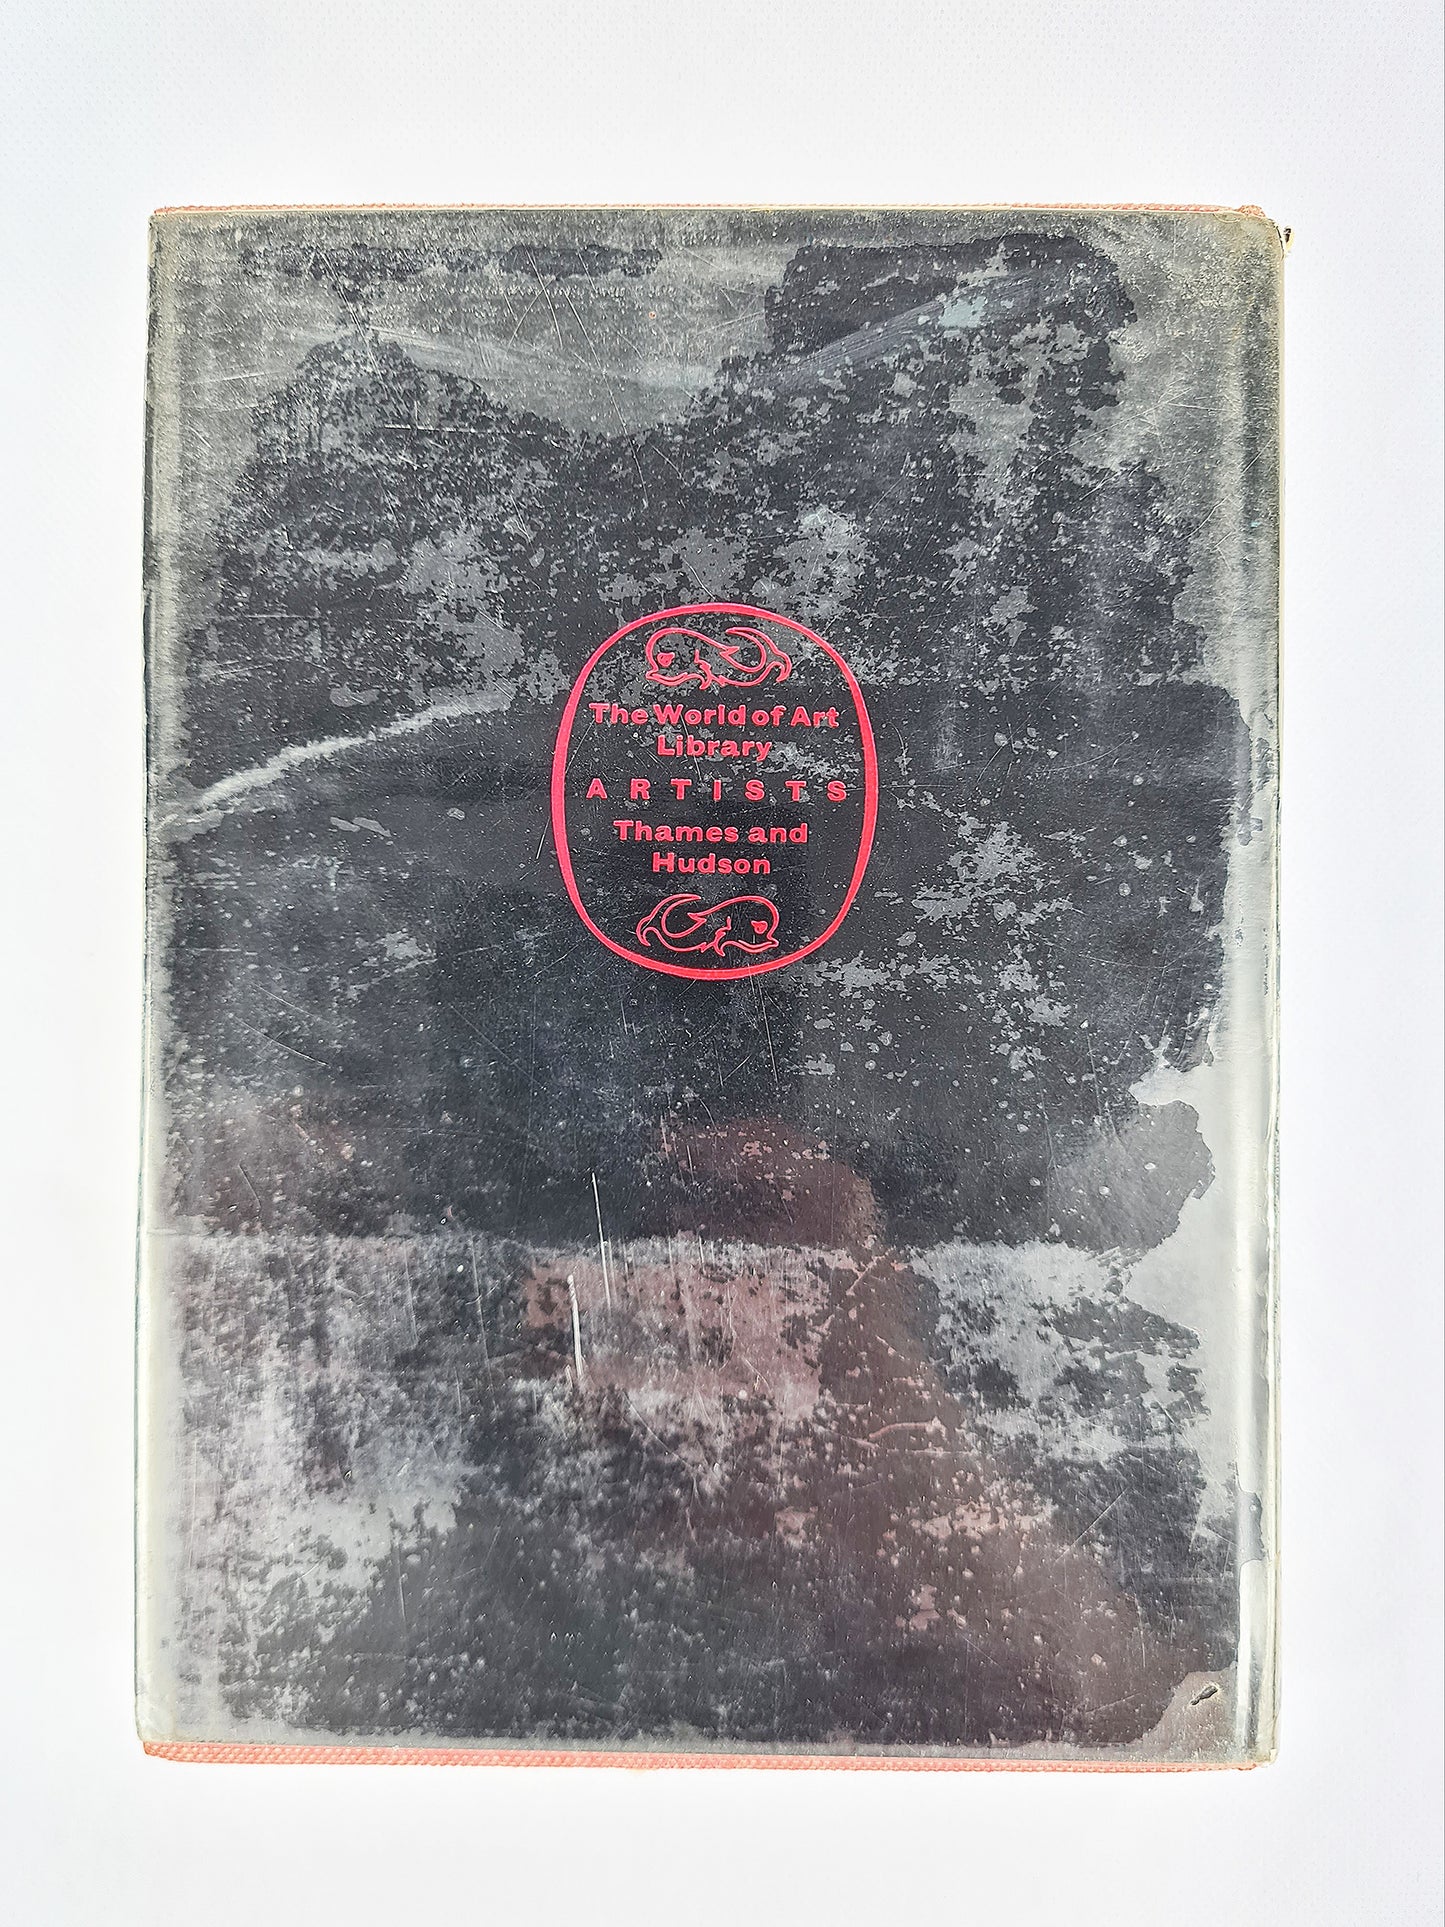 The World of Art
Library
ARTISTS
Thames and
Hudson